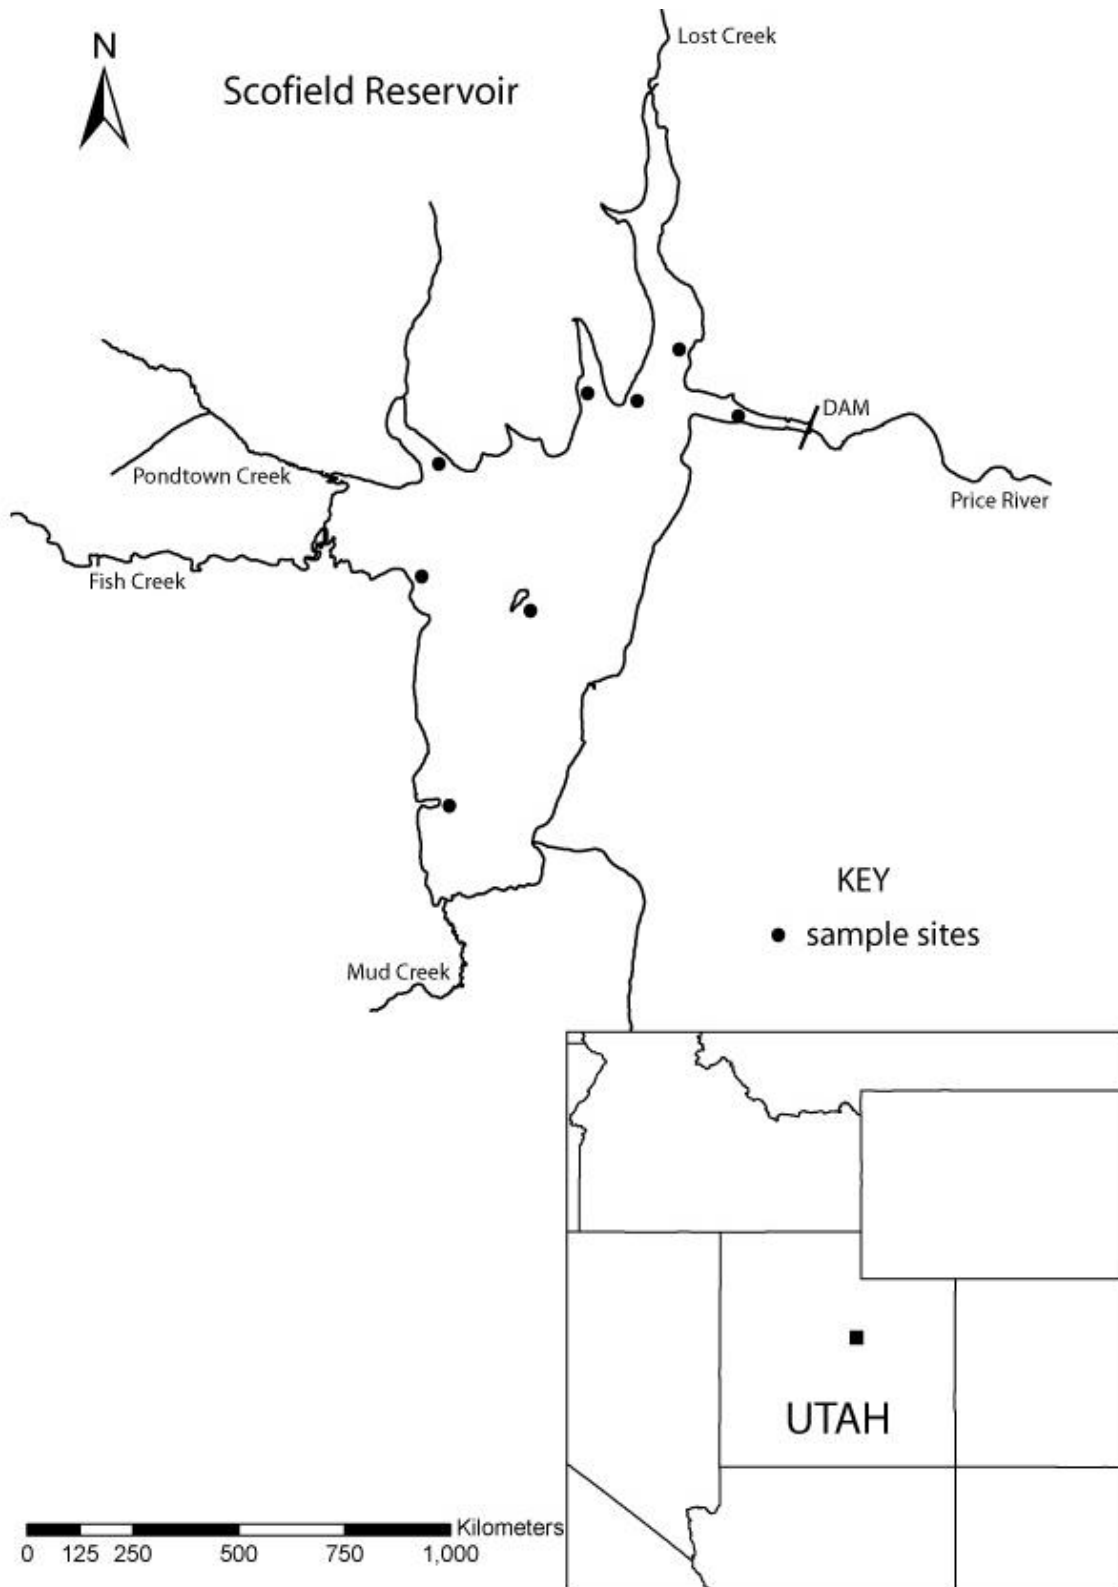 Lost Creek
N
Scofield Reservoir
DAM
Pondtown Creek
Price River
Fish Creek
KEY
sample sites
Mud Creek
UTAH
Kilometers
0 125 250 500 750 1,000